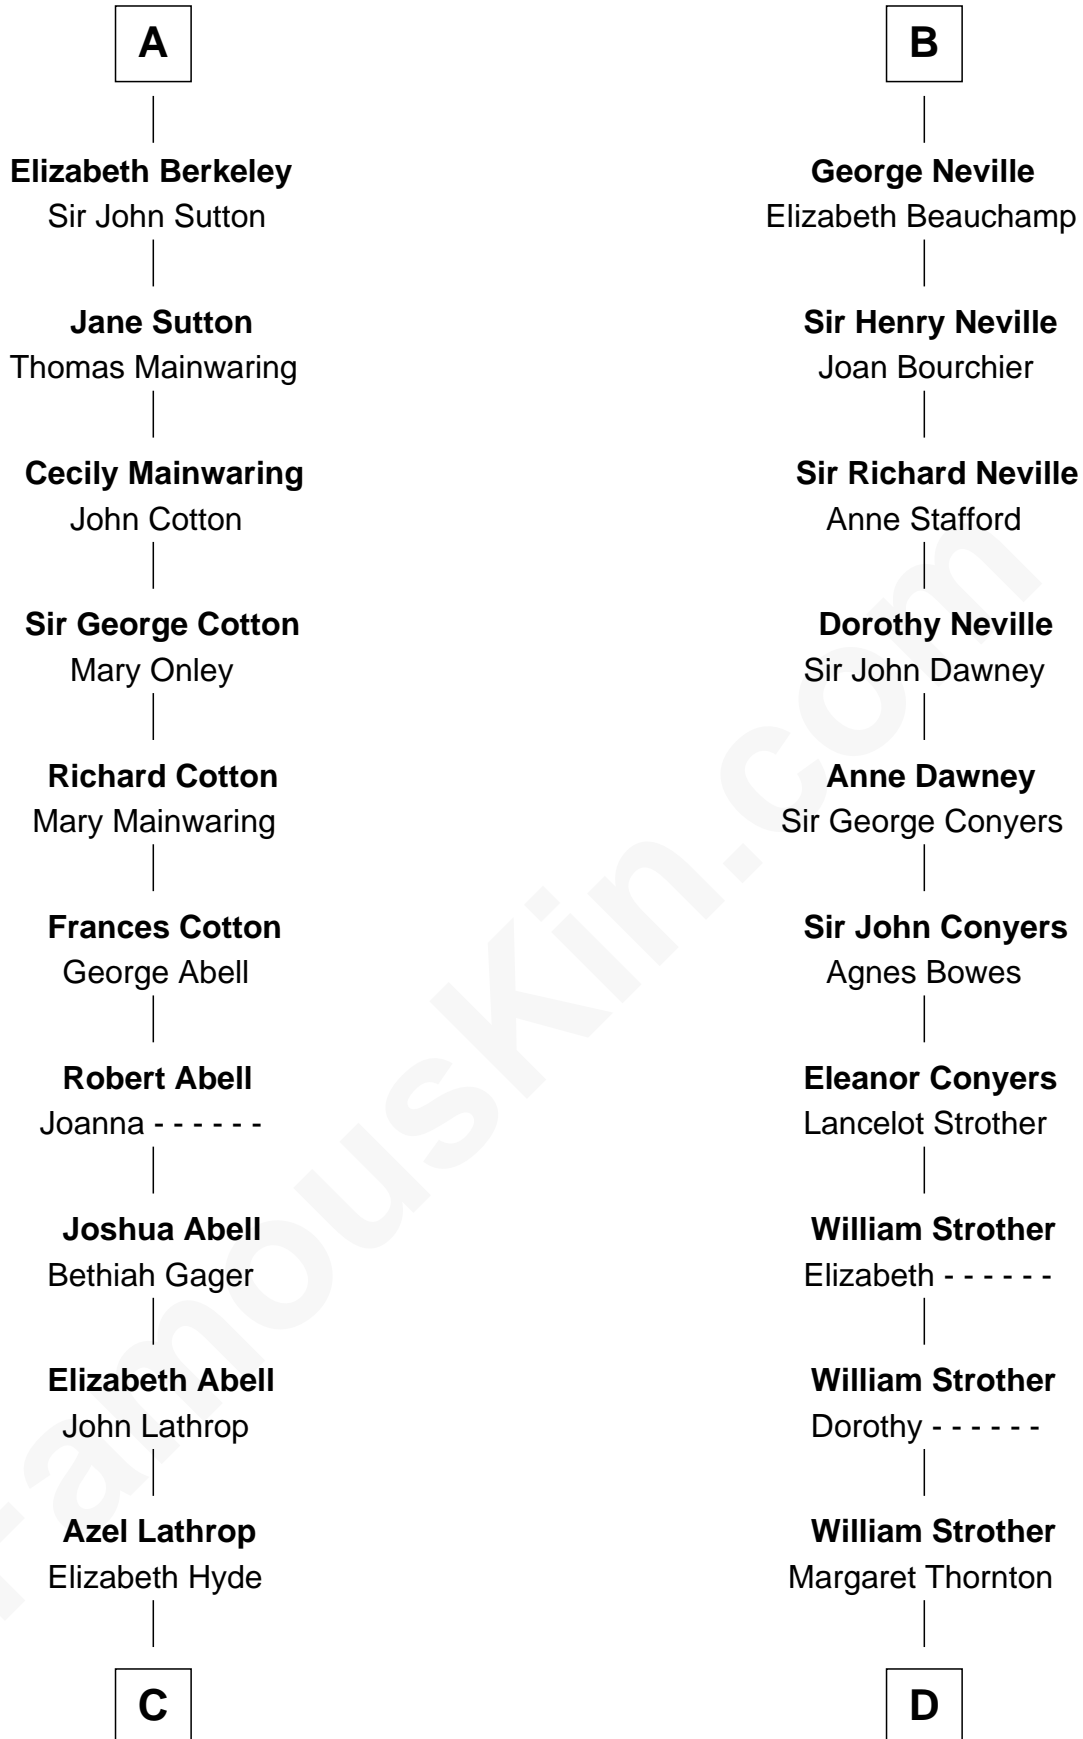 A
Elizabeth Berkeley
Sir John Sutton
Jane Sutton
Thomas Mainwaring
Cecily Mainwaring
John Cotton
Sir George Cotton
Mary Onley
Richard Cotton
Mary Mainwaring
Frances Cotton
George Abell
Robert Abell
Joanna - - - - - -
Joshua Abell
Bethiah Gager
Elizabeth Abell
John Lathrop
Azel Lathrop
Elizabeth Hyde
C
B
George Neville
Elizabeth Beauchamp
Sir Henry Neville
Joan Bourchier
Sir Richard Neville
Anne Stafford
Dorothy Neville
Sir John Dawney
Anne Dawney
Sir George Conyers
Sir John Conyers
Agnes Bowes
Eleanor Conyers
Lancelot Strother
William Strother
Elizabeth - - - - - -
William Strother
Dorothy - - - - - -
William Strother
Margaret Thornton
D
FamousKin.com